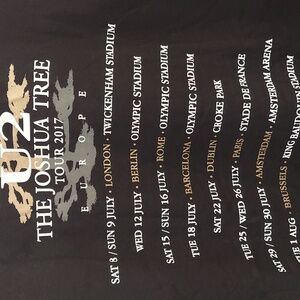 U2
THE JOSHUA TREE
TOUR 2017
EUROPE
SAT 8 / SUN 9 JULY · LONDON · TWICKENHAM STADIUM
WED 12 JULY · BERLIN · OLYMPIC STADIUM
SAT 15 / SUN 16 JULY · ROME · OLYMPIC STADIUM
TUE 18 JULY · BARCELONA · OLYMPIC STADIUM
SAT 22 JULY · DUBLIN · CROKE PARK
TUE 25 / WED 26 JULY · PARIS · STADE DE FRANCE
SAT 29 / SUN 30 JULY · AMSTERDAM · AMSTERDAM ARENA
TUE 1 AUG · BRUSSELS · KING BAUDOUIN STADIUM